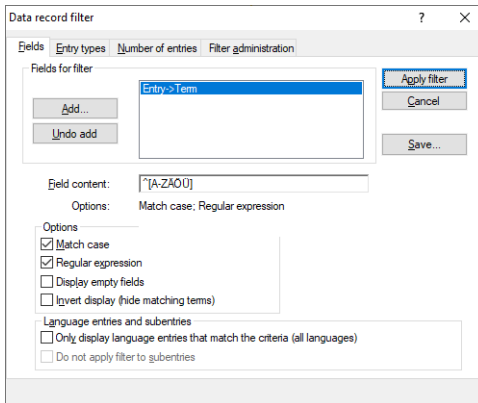 Data record filter ? ×
Fields Entry types Number of entries Filter administration
Fields for filter
Entry->Term
Add...
Undo add
Apply filter
Cancel
Save...
Field content: ^[A-ZÄÖÜ]
Options: Match case; Regular expression
Options
Match case
Regular expression
Display empty fields
Invert display (hide matching terms)
Language entries and subentries
Only display language entries that match the criteria (all languages)
Do not apply filter to subentries